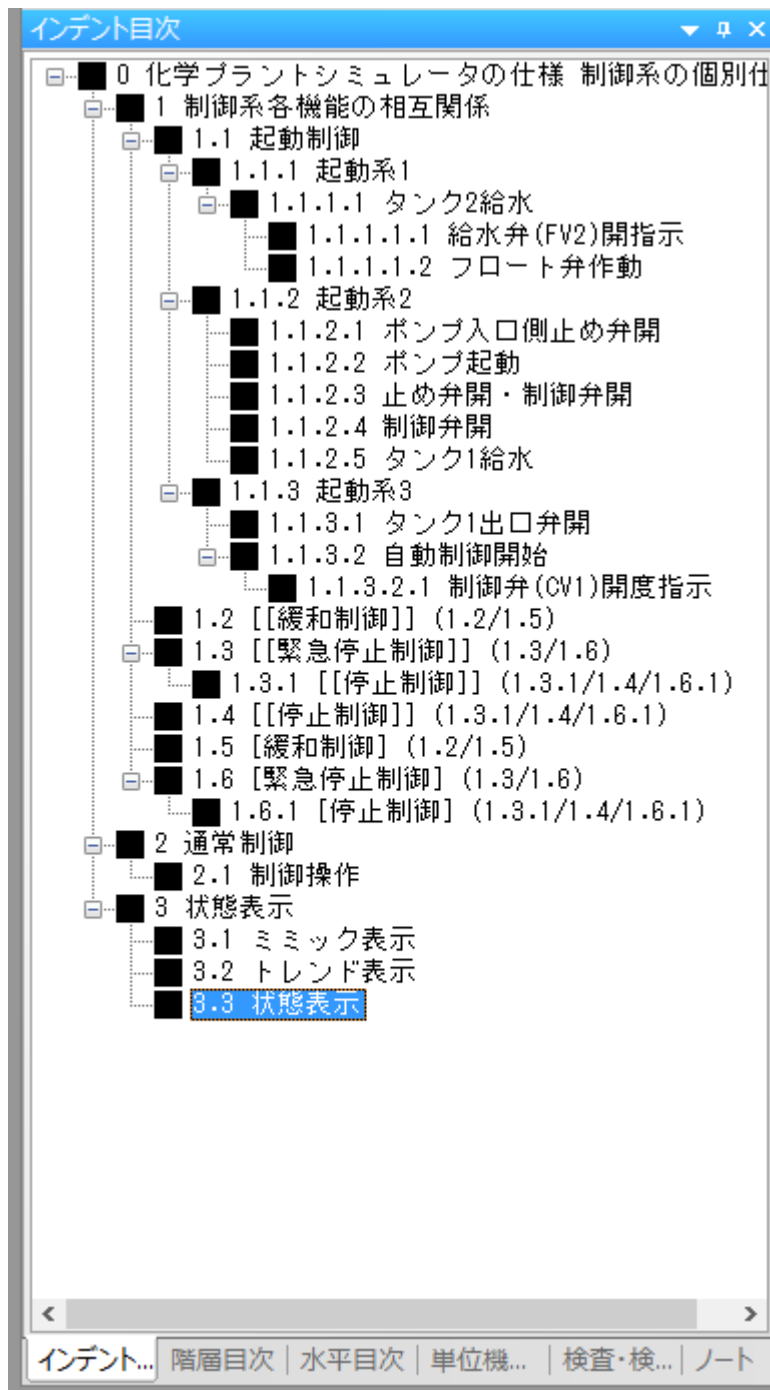 インデント目次
0 化学プラントシミュレータの仕様 制御系の個別仕
1 制御系各機能の相互関係
1.1 起動制御
1.1.1 起動系1
1.1.1.1 タンク2給水
1.1.1.1.1 給水弁(FV2)開指示
1.1.1.1.2 フロート弁作動
1.1.2 起動系2
1.1.2.1 ポンプ入口側止め弁開
1.1.2.2 ポンプ起動
1.1.2.3 止め弁開・制御弁開
1.1.2.4 制御弁開
1.1.2.5 タンク1給水
1.1.3 起動系3
1.1.3.1 タンク1出口弁開
1.1.3.2 自動制御開始
1.1.3.2.1 制御弁(CV1)開度指示
1.2 [[緩和制御]] (1.2/1.5)
1.3 [[緊急停止制御]] (1.3/1.6)
1.3.1 [[停止制御]] (1.3.1/1.4/1.6.1)
1.4 [[停止制御]] (1.3.1/1.4/1.6.1)
1.5 [緩和制御] (1.2/1.5)
1.6 [緊急停止制御] (1.3/1.6)
1.6.1 [停止制御] (1.3.1/1.4/1.6.1)
2 通常制御
2.1 制御操作
3 状態表示
3.1 ミミック表示
3.2 トレンド表示
3.3 状態表示
インデント... 階層目次 水平目次 単位機... 検査・検... ノート